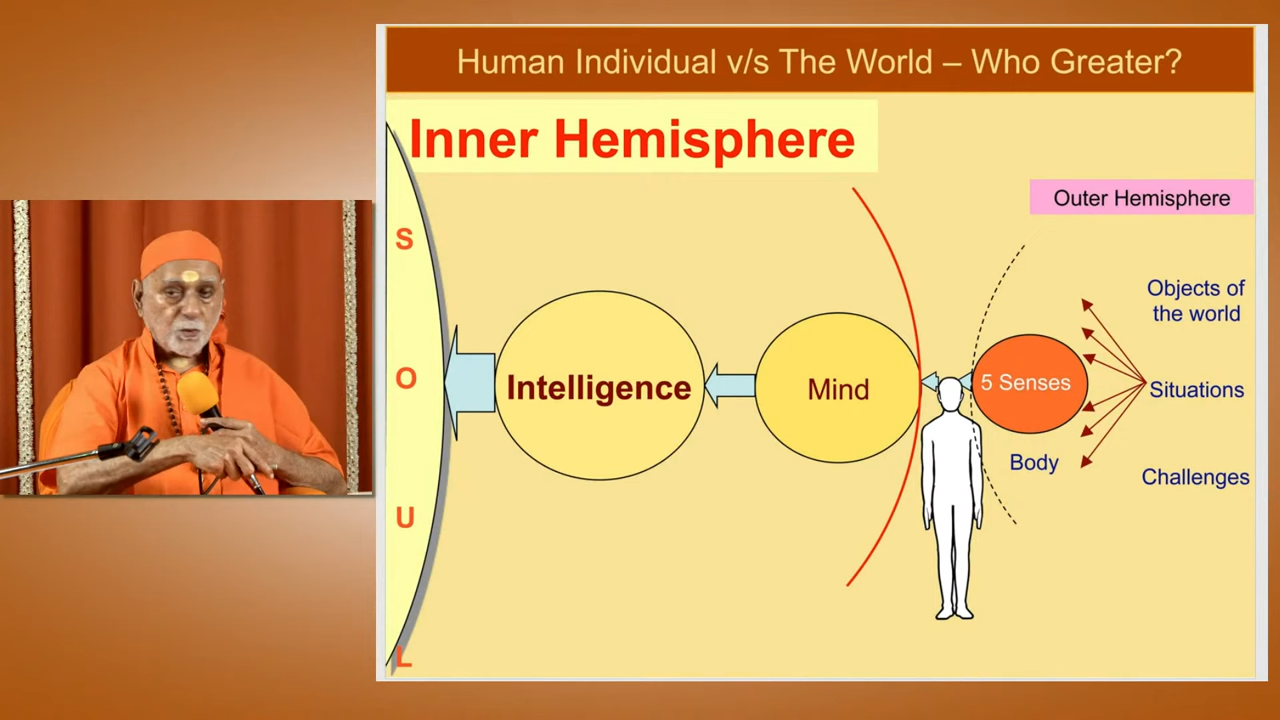 Human Individual v/s The World – Who Greater?
Inner Hemisphere
Outer Hemisphere
S
O
U
L
Intelligence
Mind
5 Senses
Body
Objects of
the world
Situations
Challenges